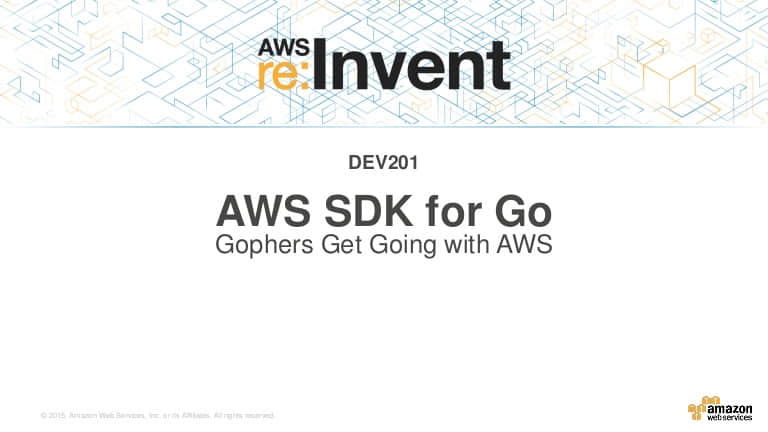 AWS
re:Invent
DEV201
AWS SDK for Go
Gophers Get Going with AWS
© 2015, Amazon Web Services, Inc. or its Affiliates. All rights reserved
amazon
web services